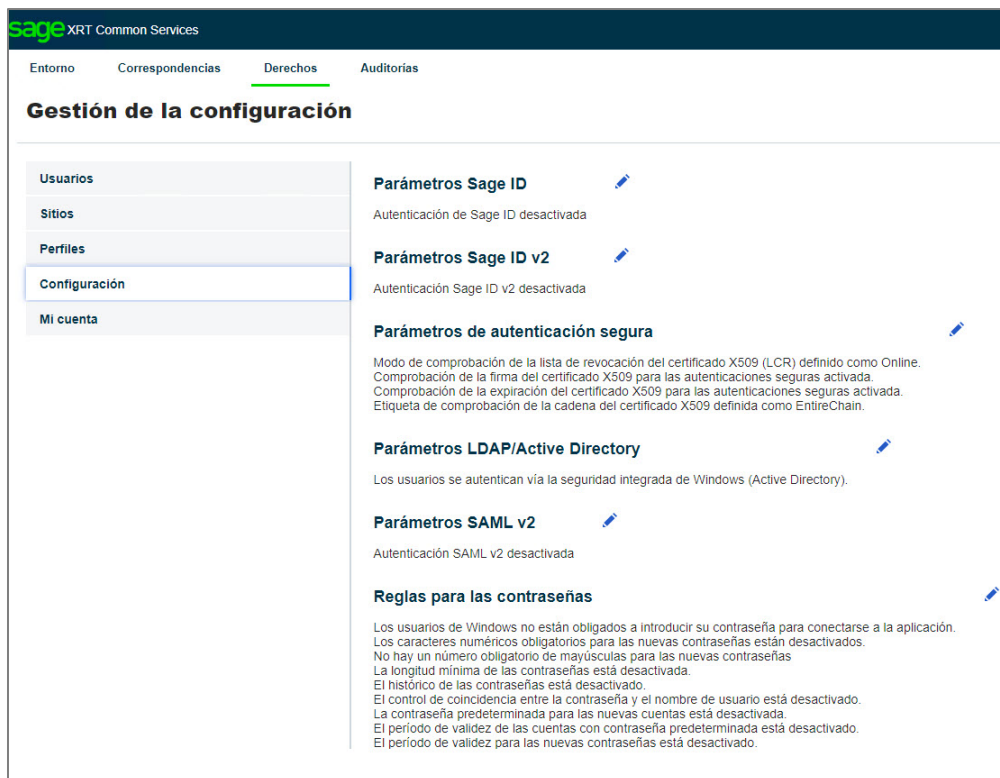 sage XRT Common Services
Entorno Correspondencias Derechos Auditorías
Gestión de la configuración
Usuarios
Sitios
Perfiles
Configuración
Mi cuenta
Parámetros Sage ID
Autenticación de Sage ID desactivada
Parámetros Sage ID v2
Autenticación Sage ID v2 desactivada
Parámetros de autenticación segura
Modo de comprobación de la lista de revocación del certificado X509 (LCR) definido como Online.
Comprobación de la firma del certificado X509 para las autenticaciones seguras activada.
Comprobación de la expiración del certificado X509 para las autenticaciones seguras activada.
Etiqueta de comprobación de la cadena del certificado X509 definida como EntireChain.
Parámetros LDAP/Active Directory
Los usuarios se autentican vía la seguridad integrada de Windows (Active Directory).
Parámetros SAML v2
Autenticación SAML v2 desactivada
Reglas para las contraseñas
Los usuarios de Windows no están obligados a introducir su contraseña para conectarse a la aplicación.
Los caracteres numéricos obligatorios para las nuevas contraseñas están desactivados.
No hay un número obligatorio de mayúsculas para las nuevas contraseñas
La longitud mínima de las contraseñas está desactivada.
El histórico de las contraseñas está desactivado.
El control de coincidencia entre la contraseña y el nombre de usuario está desactivado.
La contraseña predeterminada para las nuevas cuentas está desactivada.
El período de validez de las cuentas con contraseña predeterminada está desactivado.
El período de validez para las nuevas contraseñas está desactivado.